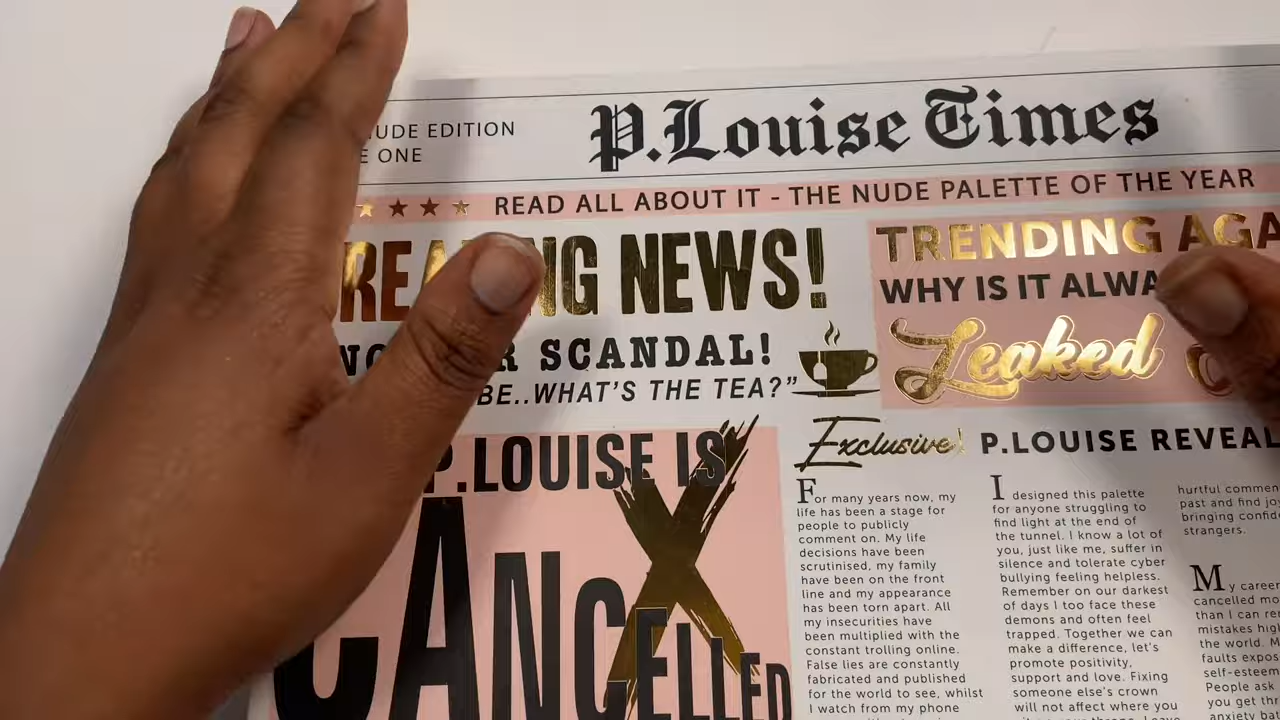 UDE EDITION
E ONE
P.Louise Times
READ ALL ABOUT IT - THE NUDE PALETTE OF THE YEAR
NEWS!
SCANDAL!
BE..WHAT'S THE TEA?"
TRENDING AGA
WHY IS IT ALWA
Leaked
P.LOUISE IS
CANCELLED
X
Exclusive! P.LOUISE REVEAL
For many years now, my
life has been a stage for
people to publicly
comment on. My life
decisions have been
scrutinised, my family
have been on the front
line and my appearance
has been torn apart. All
my insecurities have
been multiplied with the
constant trolling online.
False lies are constantly
fabricated and published
for the world to see, whilst
I watch from my phone
I designed this palette
for anyone struggling to
find light at the end of
the tunnel. I know a lot of
you, just like me, suffer in
silence and tolerate cyber
bullying feeling helpless.
Remember on our darkest
of days I too face these
demons and often feel
trapped. Together we can
make a difference, let's
promote positivity,
support and love. Fixing
someone else's crown
will not affect where you
hurtful commen
past and find joy
bringing confide
strangers.
My career
cancelled mo
than I can re
mistakes hig
the world. M
faults expos
self-esteem
People ask
you get thi
anxiety bat